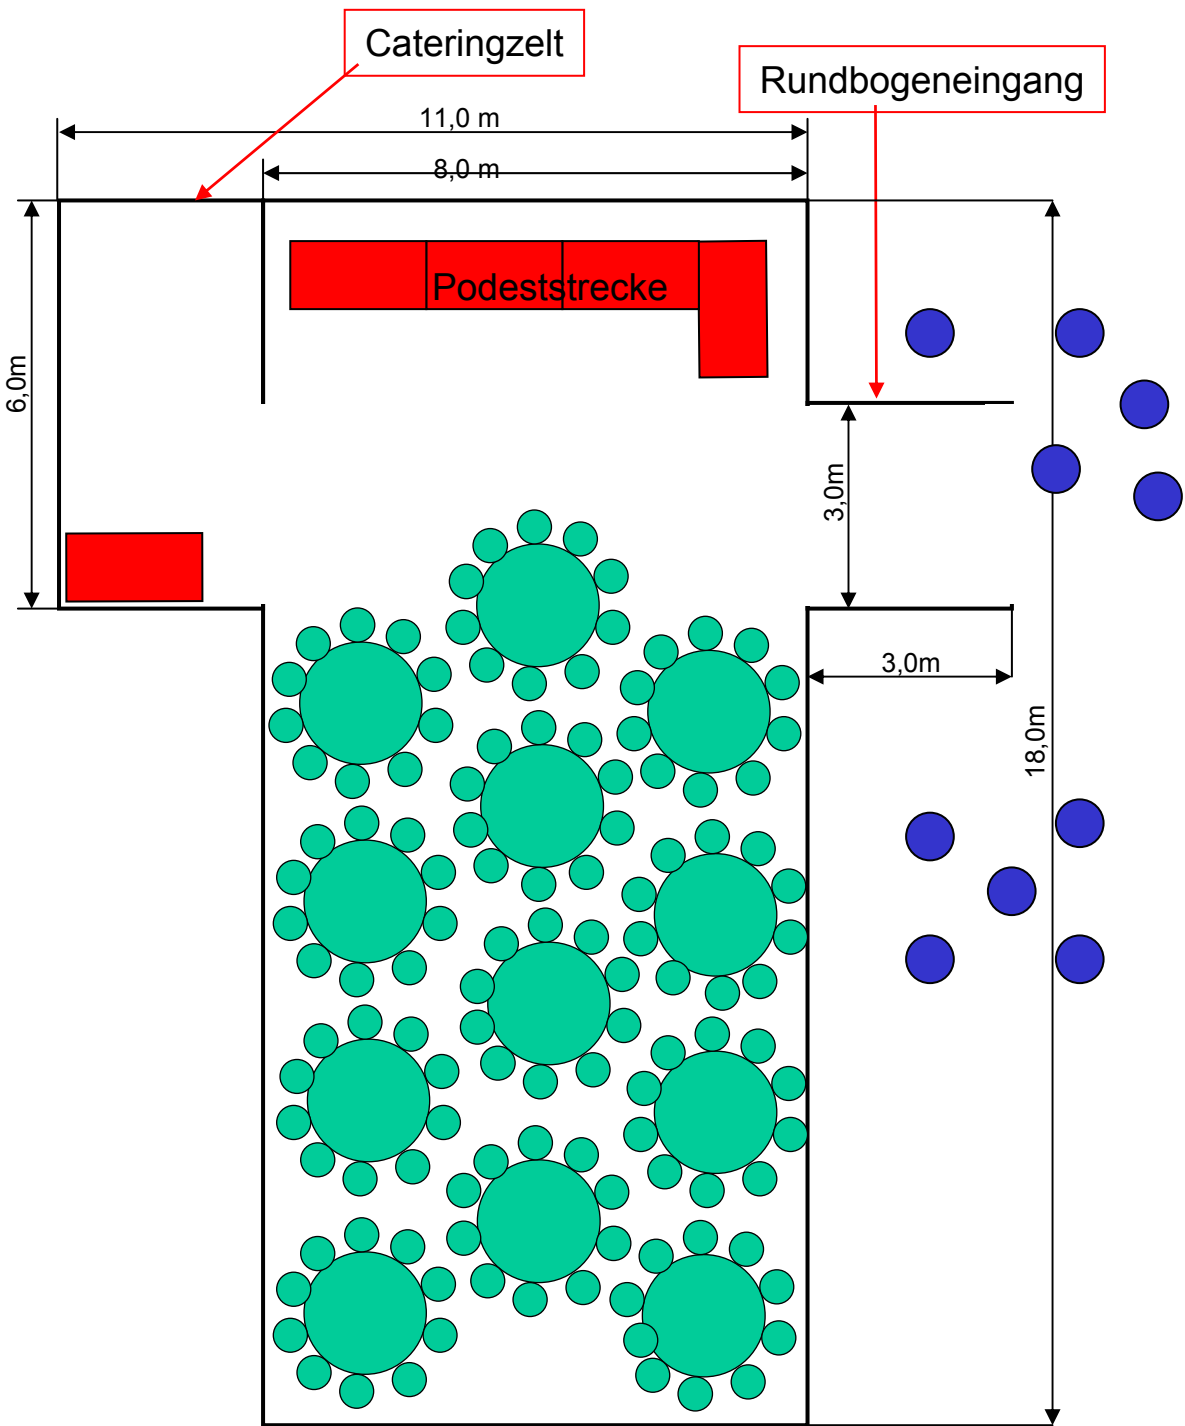 Cateringzelt
Rundbogeneingang
11,0 m
8,0 m
Podeststrecke
6,0m
3,0m
3,0m
18,0m